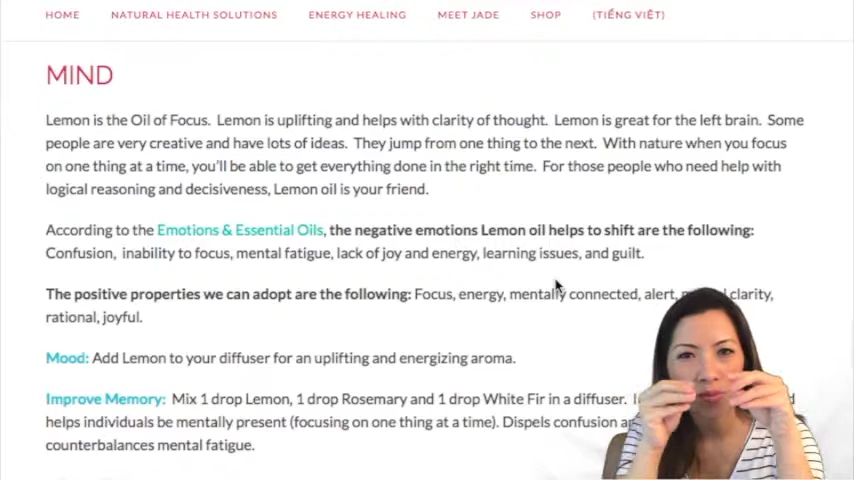 HOME NATURAL HEALTH SOLUTIONS ENERGY HEALING MEET JADE SHOP (TIẾNG VIỆT)
MIND
Lemon is the Oil of Focus. Lemon is uplifting and helps with clarity of thought. Lemon is great for the left brain. Some
people are very creative and have lots of ideas. They jump from one thing to the next. With nature when you focus
on one thing at a time, you'll be able to get everything done in the right time. For those people who need help with
logical reasoning and decisiveness, Lemon oil is your friend.
According to the Emotions & Essential Oils, the negative emotions Lemon oil helps to shift are the following:
Confusion, inability to focus, mental fatigue, lack of joy and energy, learning issues, and guilt.
The positive properties we can adopt are the following: Focus, energy, mentally connected, alert, clarity,
rational, joyful.
Mood: Add Lemon to your diffuser for an uplifting and energizing aroma.
Improve Memory: Mix 1 drop Lemon, 1 drop Rosemary and 1 drop White Fir in a diffuser.
helps individuals be mentally present (focusing on one thing at a time). Dispels confusion
counterbalances mental fatigue.